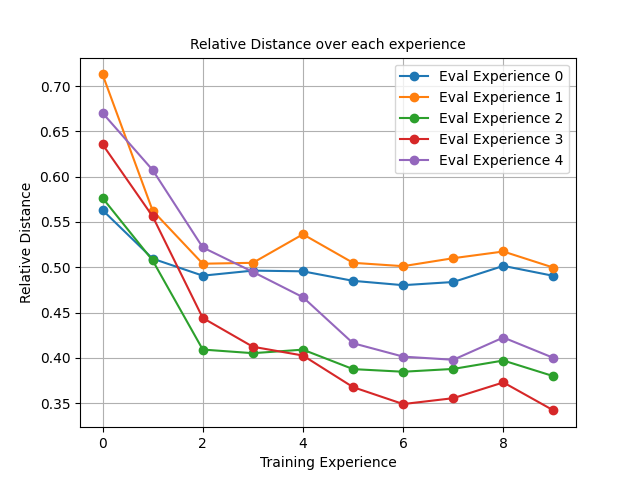 Relative Distance over each experience
Eval Experience 0
Eval Experience 1
Eval Experience 2
Eval Experience 3
Eval Experience 4
Relative Distance
0.70
0.65
0.60
0.55
0.50
0.45
0.40
0.35
0 2 4 6 8
Training Experience